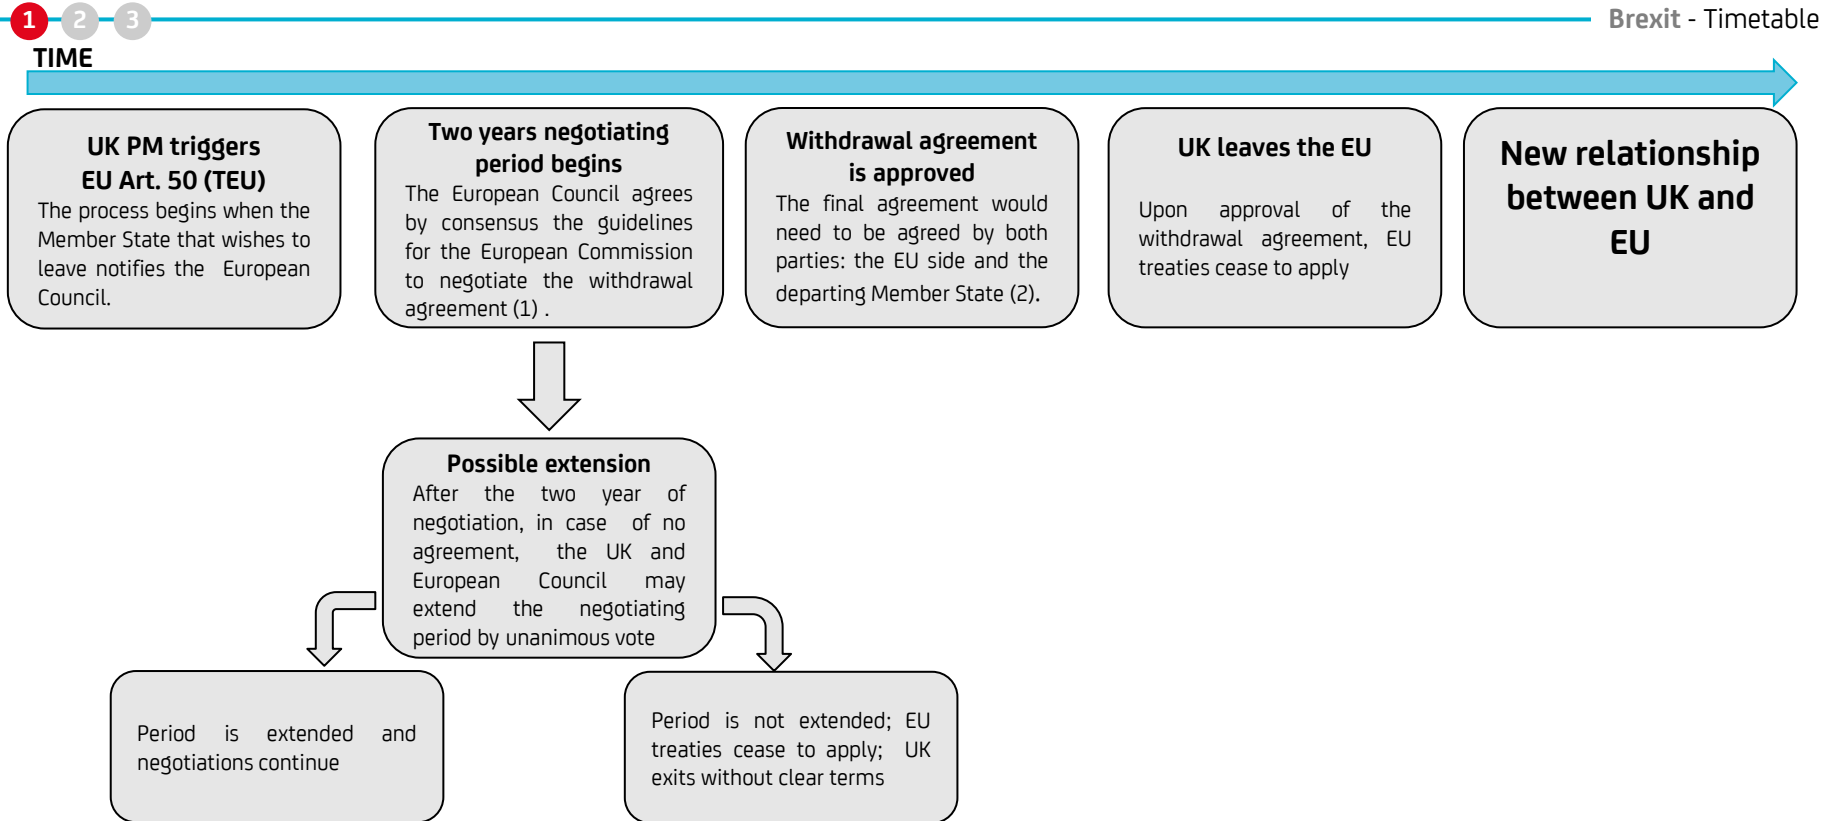 1 2 3
Brexit - Timetable
TIME
UK PM triggers
EU Art. 50 (TEU)
The process begins when the
Member State that wishes to
leave notifies the European
Council.
Two years negotiating
period begins
The European Council agrees
by consensus the guidelines
for the European Commission
to negotiate the withdrawal
agreement (1) .
Withdrawal agreement
is approved
The final agreement would
need to be agreed by both
parties: the EU side and the
departing Member State (2).
UK leaves the EU
Upon approval of the
withdrawal agreement, EU
treaties cease to apply
New relationship
between UK and
EU
Possible extension
After the two year of
negotiation, in case of no
agreement, the UK and
European Council may
extend the negotiating
period by unanimous vote
Period is extended and
negotiations continue
Period is not extended; EU
treaties cease to apply; UK
exits without clear terms